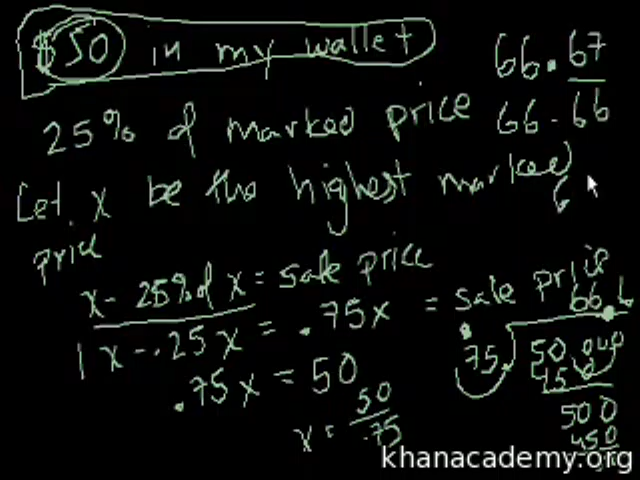 $50 in my wallet
66.67
25% of marked price
66.66
Let x be the highest marked
price
x - 25% of x = sale price
1x - .25x = .75x = sale price
.75x = 50
x = 50/.75
66.6
.75. 50.000
450
500
450
khanacademy.org